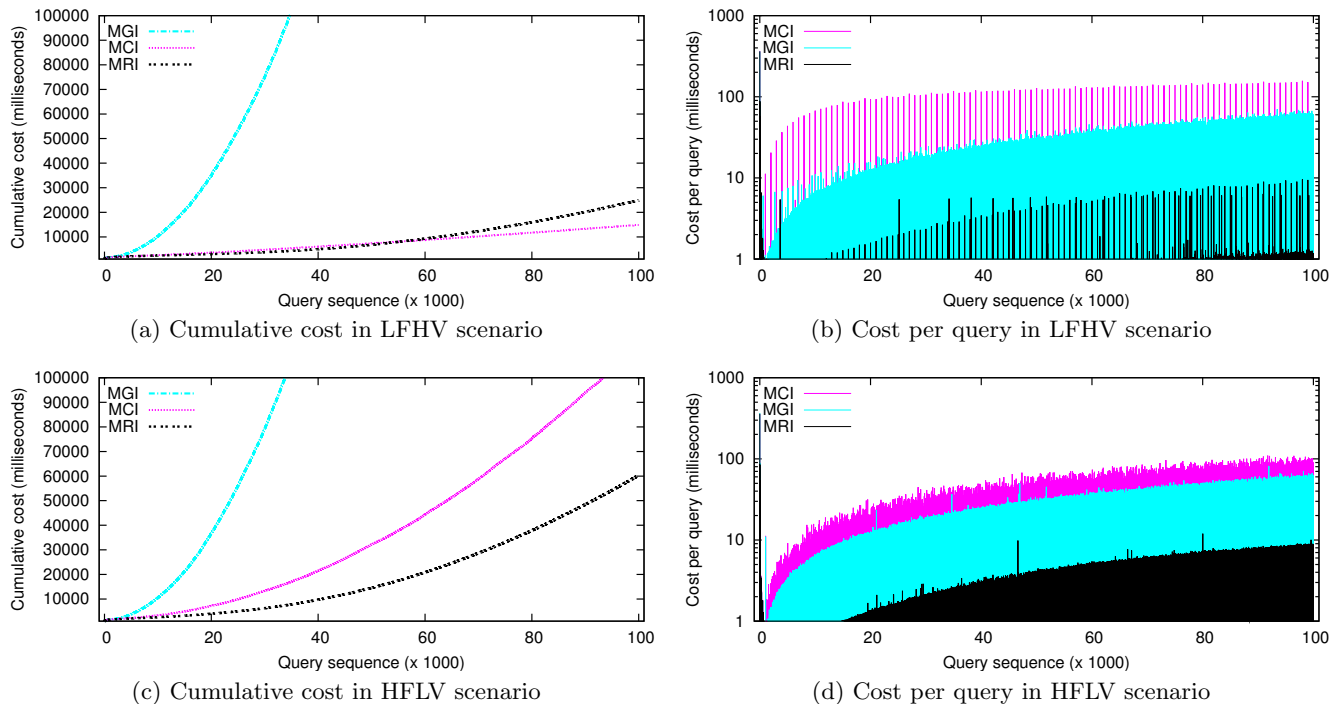 100000
90000
80000
70000
60000
50000
40000
30000
20000
10000
Cumulative cost (milliseconds)
MGI
MCI
MRI
0 20 40 60 80 100
Query sequence (x 1000)
(a) Cumulative cost in LFHV scenario
1000
100
10
1
Cost per query (milliseconds)
MCI
MGI
MRI
0 20 40 60 80 100
Query sequence (x 1000)
(b) Cost per query in LFHV scenario
100000
90000
80000
70000
60000
50000
40000
30000
20000
10000
Cumulative cost (milliseconds)
MGI
MCI
MRI
0 20 40 60 80 100
Query sequence (x 1000)
(c) Cumulative cost in HFLV scenario
1000
100
10
1
Cost per query (milliseconds)
MCI
MGI
MRI
0 20 40 60 80 100
Query sequence (x 1000)
(d) Cost per query in HFLV scenario